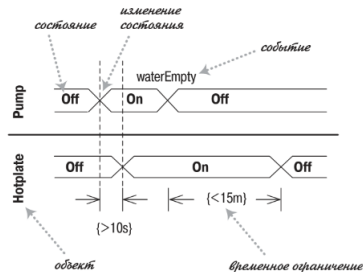 состояние
изменение
состояния
событие
waterEmpty
Pump
Off
On
Off
Hotplate
Off
On
Off
{>10s}
{<15m}
объект
временное ограничение